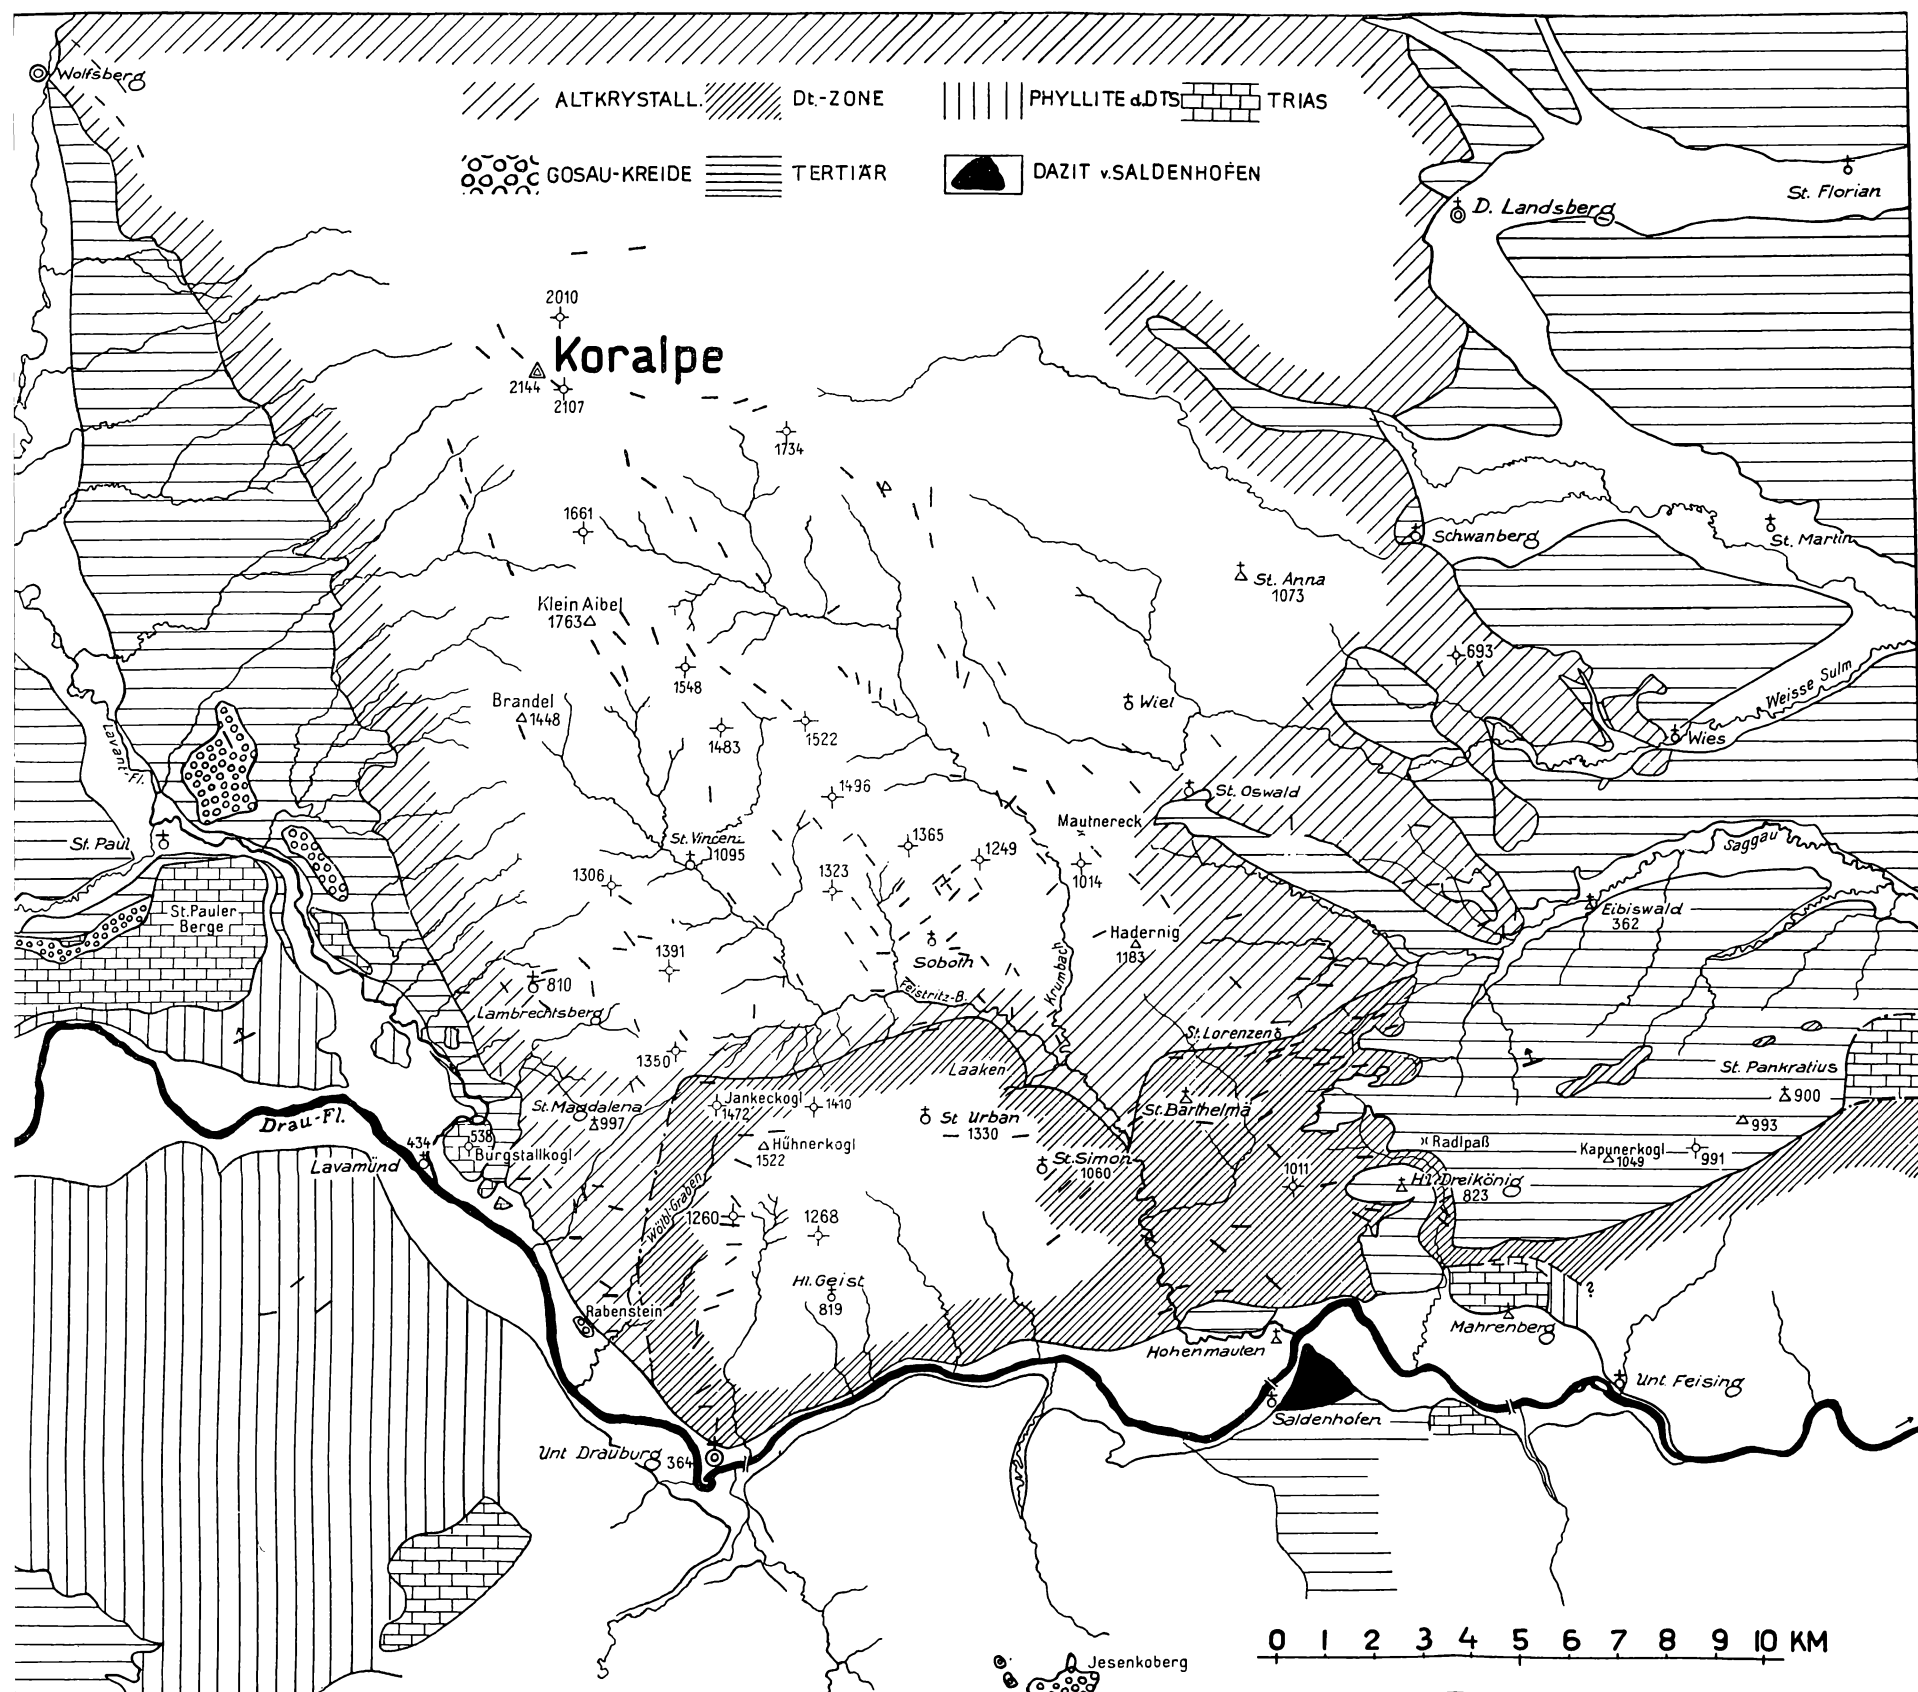 Wolfsberg
ALTKRYSTALL.
Dt.-ZONE
PHYLLITE d.DTS
TRIAS
GOSAU-KREIDE
TERTIÄR
DAZIT v.SALDENHOFEN
St. Florian
D. Landsberg
2010
Koralpe
2144
2107
1734
1661
Schwanberg
St. Martin
St. Anna
1073
Klein Aibel
1763
693
1548
Weisse Sulm
Brandel
1448
Wiel
1483
1522
Wies
Lavant-Fl.
1496
St. Oswald
Mautnereck
St. Paul
St. Vincenz
1095
1365
1249
1014
Saggau
1306
1323
St. Pauler
Berge
Eibiswald
362
Hadernig
1183
1391
Soboth
Krumbach
810
Lambrechtsberg
Feistritz-B.
St. Lorenzen
1350
Laaken
St. Pankratius
900
Jankeckogl
1472
1410
St. Magdalena
997
St Urban
1330
St. Barthelmä
993
Drau-Fl.
434
538
Burgstallkogl
Hühnerkogl
1522
Radlpaß
Kapunerkogl
1049
991
Lavamünd
St. Simon
1060
1011
Hl. Dreikönig
823
Wölbl-Graben
1260
1268
Hl. Geist
819
?
Rabenstein
Mahrenberg
Hohenmauten
Unt Feising
Saldenhofen
Unt Drauburg 364
0 1 2 3 4 5 6 7 8 9 10 KM
Jesenkoberg